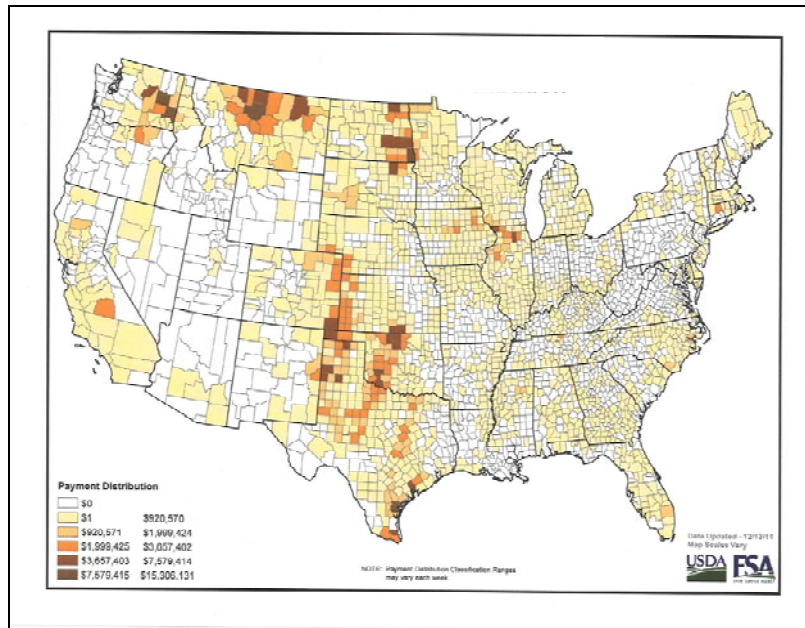 Payment Distribution
$0
$1 $920,570
$920,571 $1,999,424
$1,999,425 $3,657,402
$3,657,403 $7,579,414
$7,579,415 $15,306,131
NOTE: Payment Distribution Classification Ranges
may vary each week
Data Updated - 12/13/11
Map Scales Vary
USDA FSA